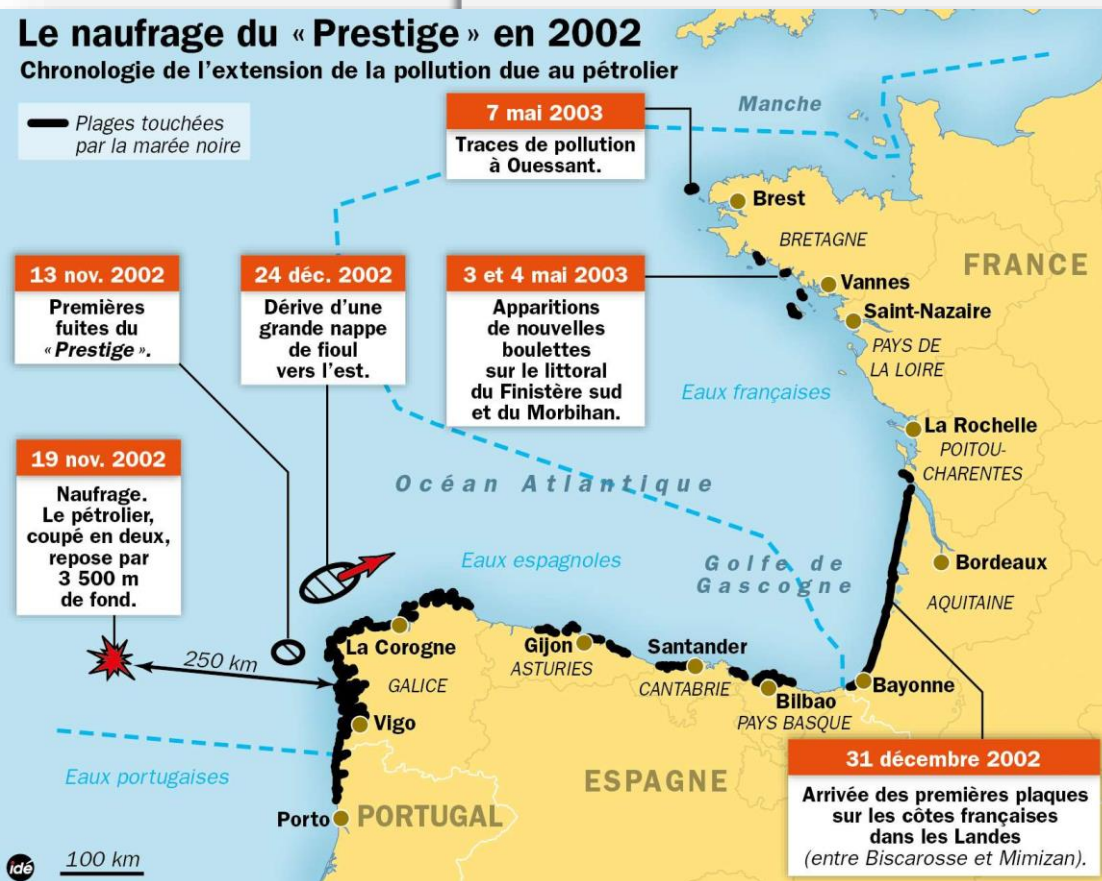 Le naufrage du « Prestige » en 2002
Chronologie de l'extension de la pollution due au pétrolier
Plages touchées
par la marée noire
7 mai 2003
Traces de pollution
à Ouessant.
Manche
Brest
BRETAGNE
FRANCE
13 nov. 2002
Premières
fuites du
« Prestige ».
24 déc. 2002
Dérive d'une
grande nappe
de fioul
vers l'est.
3 et 4 mai 2003
Apparitions
de nouvelles
boulettes
sur le littoral
du Finistère sud
et du Morbihan.
Vannes
Saint-Nazaire
PAYS DE
LA LOIRE
Eaux françaises
La Rochelle
POITOU-
CHARENTES
19 nov. 2002
Naufrage.
Le pétrolier,
coupé en deux,
repose par
3 500 m
de fond.
Océan Atlantique
Eaux espagnoles
Golfe de
Gascogne
Bordeaux
AQUITAINE
250 km
La Corogne
GALICE
Gijon
ASTURIES
Santander
CANTABRIE
Bilbao
PAYS BASQUE
Bayonne
Vigo
Eaux portugaises
ESPAGNE
Porto
PORTUGAL
31 décembre 2002
Arrivée des premières plaques
sur les côtes françaises
dans les Landes
(entre Biscarosse et Mimizan).
idé
100 km